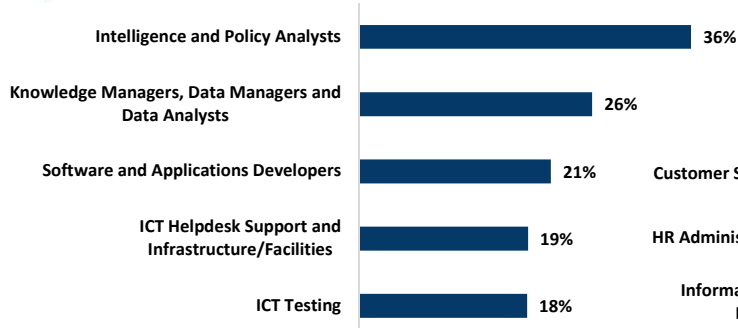 Intelligence and Policy Analysts
36%
Knowledge Managers, Data Managers and
Data Analysts
26%
Software and Applications Developers
21%
Customer S
ICT Helpdesk Support and
Infrastructure/Facilities
19%
HR Adminis
ICT Testing
18%
Informa